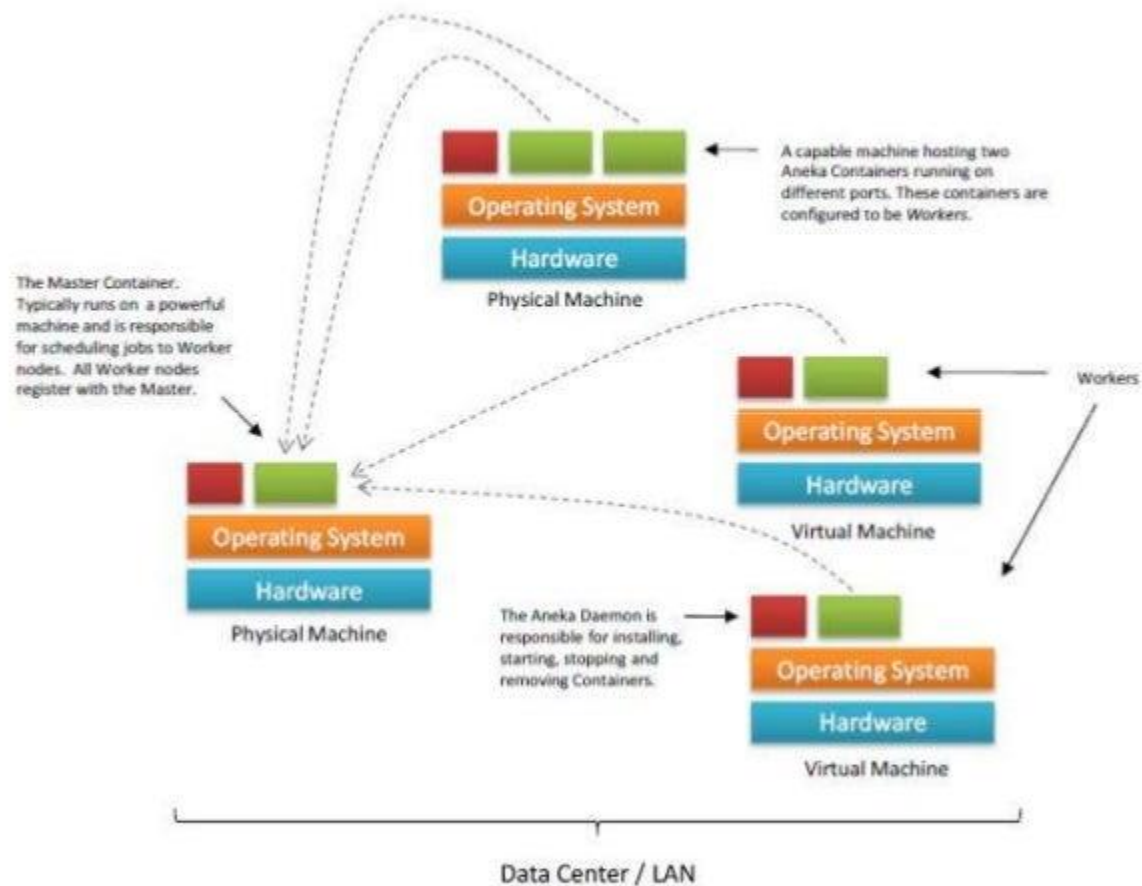 A capable machine hosting two
Aneka Containers running on
different ports. These containers are
configured to be Workers.
Operating System
Hardware
Physical Machine
The Master Container.
Typically runs on a powerful
machine and is responsible
for scheduling jobs to Worker
nodes. All Worker nodes
register with the Master.
Workers
Operating System
Hardware
Virtual Machine
Operating System
Hardware
Physical Machine
The Aneka Daemon is
responsible for installing,
starting, stopping and
removing Containers.
Operating System
Hardware
Virtual Machine
Data Center / LAN